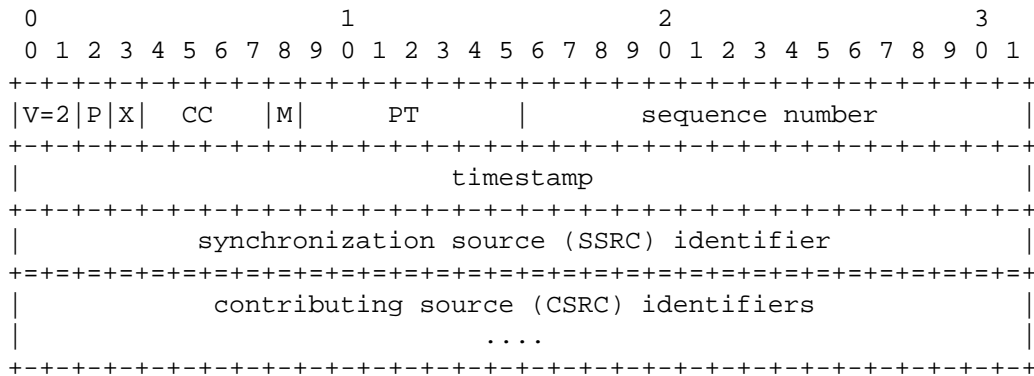 0                   1                   2                   3
 0 1 2 3 4 5 6 7 8 9 0 1 2 3 4 5 6 7 8 9 0 1 2 3 4 5 6 7 8 9 0 1
+-+-+-+-+-+-+-+-+-+-+-+-+-+-+-+-+-+-+-+-+-+-+-+-+-+-+-+-+-+-+-+-+
|V=2|P|X|  CC   |M|     PT      |       sequence number         |
+-+-+-+-+-+-+-+-+-+-+-+-+-+-+-+-+-+-+-+-+-+-+-+-+-+-+-+-+-+-+-+-+
|                           timestamp                           |
+-+-+-+-+-+-+-+-+-+-+-+-+-+-+-+-+-+-+-+-+-+-+-+-+-+-+-+-+-+-+-+-+
|           synchronization source (SSRC) identifier            |
+=+=+=+=+=+=+=+=+=+=+=+=+=+=+=+=+=+=+=+=+=+=+=+=+=+=+=+=+=+=+=+=+
|            contributing source (CSRC) identifiers             |
|                             ....                              |
+-+-+-+-+-+-+-+-+-+-+-+-+-+-+-+-+-+-+-+-+-+-+-+-+-+-+-+-+-+-+-+-+